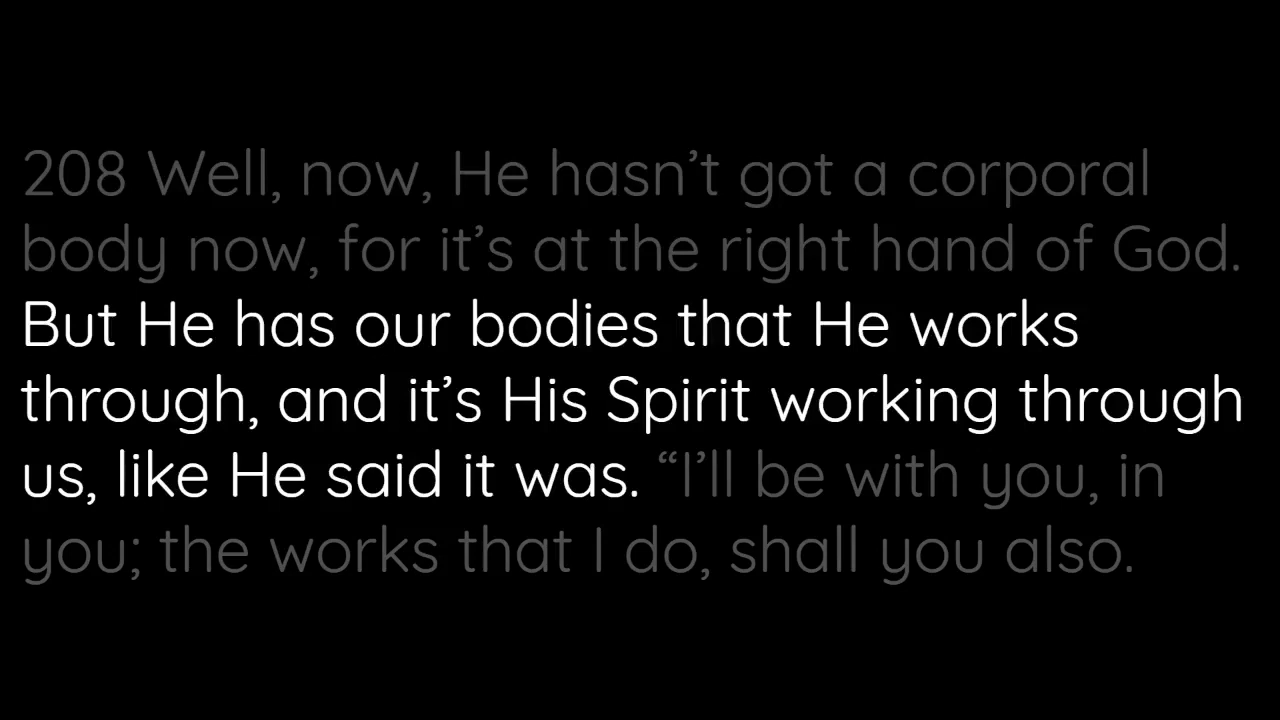 208 Well, now, He hasn’t got a corporal
body now, for it’s at the right hand of God.
But He has our bodies that He works
through, and it’s His Spirit working through
us, like He said it was. “I’ll be with you, in
you; the works that I do, shall you also.